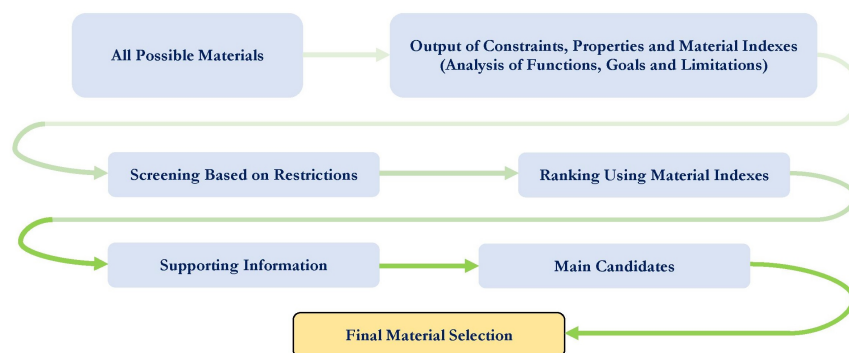 All Possible Materials
Output of Constraints, Properties and Material Indexes
(Analysis of Functions, Goals and Limitations)
Screening Based on Restrictions
Ranking Using Material Indexes
Supporting Information
Main Candidates
Final Material Selection